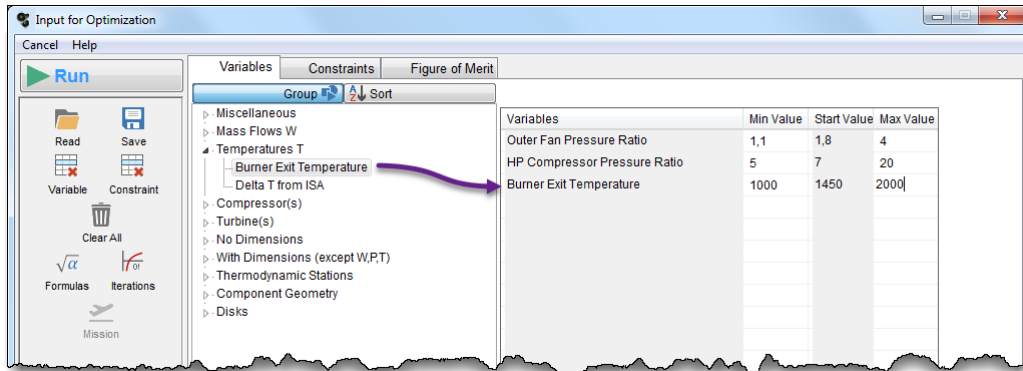 Input for Optimization
Cancel Help
Run
Variables Constraints Figure of Merit
Group A Z Sort
Read Save
Variable Constraint
Clear All
√α 0!
Formulas Iterations
Mission
Miscellaneous
Mass Flows W
Temperatures T
Burner Exit Temperature
Delta T from ISA
Compressor(s)
Turbine(s)
No Dimensions
With Dimensions (except W,P,T)
Thermodynamic Stations
Component Geometry
Disks
Variables Min Value Start Value Max Value
Outer Fan Pressure Ratio 1,1 1,8 4
HP Compressor Pressure Ratio 5 7 20
Burner Exit Temperature 1000 1450 2000